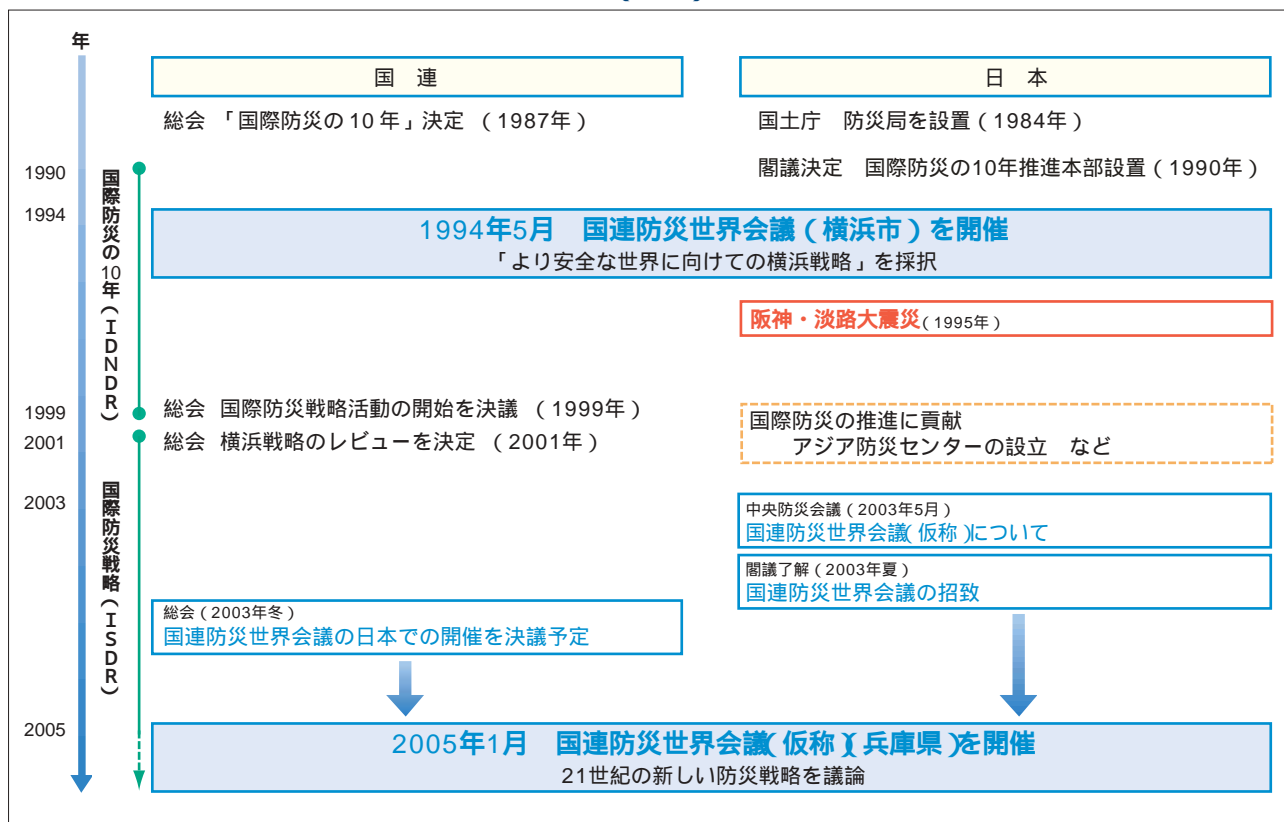 年
国 連
日 本
総会 「国際防災の10年」決定 (1987年)
国土庁 防災局を設置(1984年)
閣議決定 国際防災の10年推進本部設置(1990年)
1990
1994
国際防災の10年(IDNDR)
1994年5月 国連防災世界会議(横浜市)を開催
「より安全な世界に向けての横浜戦略」を採択
阪神・淡路大震災(1995年)
1999
総会 国際防災戦略活動の開始を決議 (1999年)
2001
総会 横浜戦略のレビューを決定 (2001年)
国際防災の推進に貢献
アジア防災センターの設立 など
2003
国際防災戦略(ISDR)
中央防災会議(2003年5月)
国連防災世界会議(仮称)について
閣議了解(2003年夏)
国連防災世界会議の招致
総会(2003年冬)
国連防災世界会議の日本での開催を決議予定
2005
2005年1月 国連防災世界会議(仮称)(兵庫県)を開催
21世紀の新しい防災戦略を議論